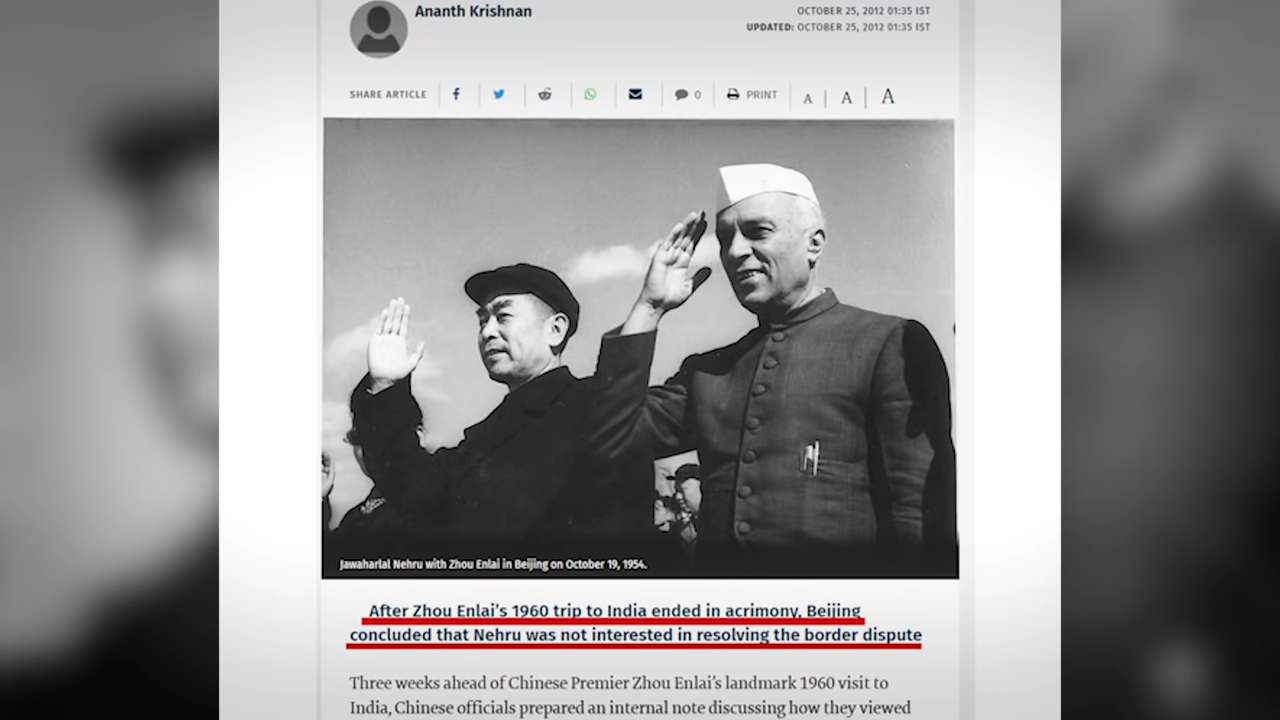 Ananth Krishnan
OCTOBER 25, 2012 01:35 IST
UPDATED: OCTOBER 25, 2012 01:35 IST
SHARE ARTICLE 0 PRINT A A A
Jawaharlal Nehru with Zhou Enlai in Beijing on October 19, 1954.
After Zhou Enlai’s 1960 trip to India ended in acrimony, Beijing
concluded that Nehru was not interested in resolving the border dispute
Three weeks ahead of Chinese Premier Zhou Enlai’s landmark 1960 visit to
India, Chinese officials prepared an internal note discussing how they viewed